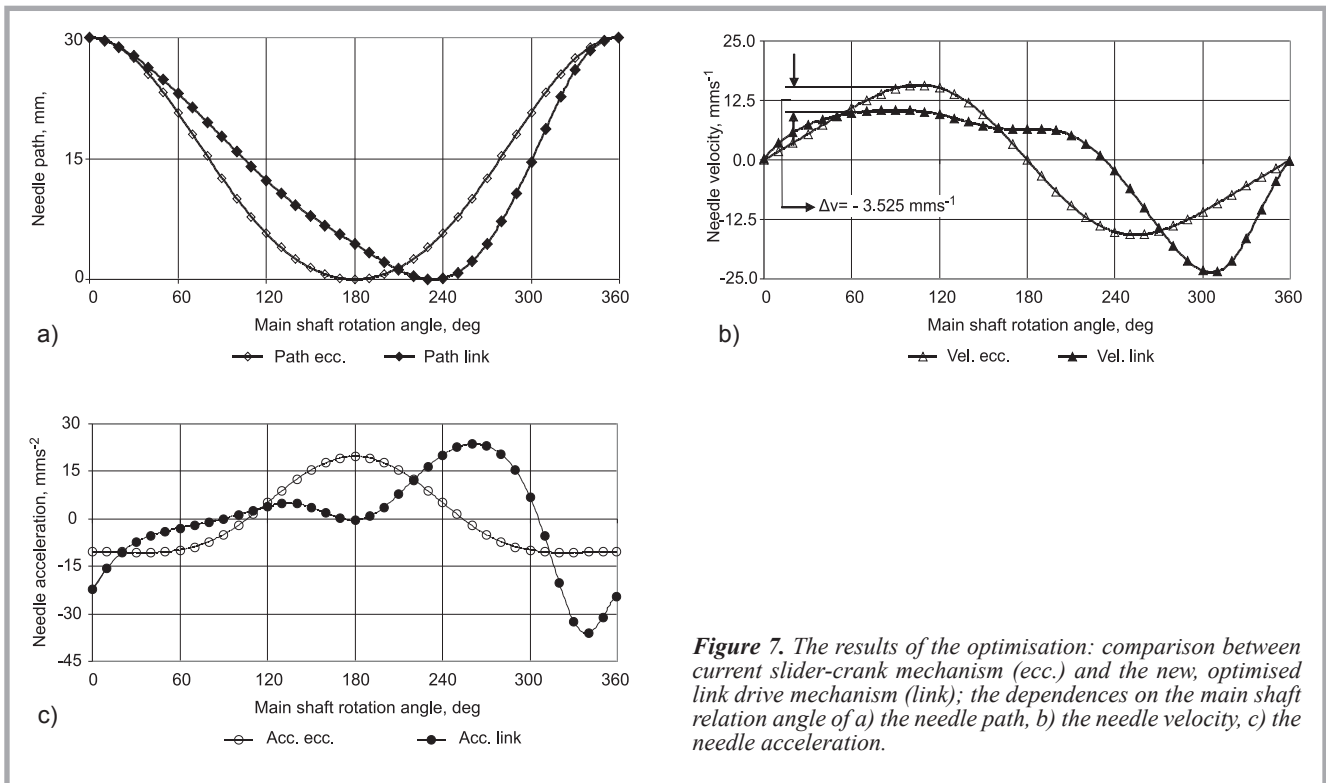 30
15
0
Needle path, mm,
0 60 120 180 240 300 360
Main shaft rotation angle, deg
a)
Path ecc. Path link
25.0
12.5
0.0
-12.5
-25.0
Needle velocity, mms-1
Δv= - 3.525 mms-1
0 60 120 180 240 300 360
Main shaft rotation angle, deg
b)
Vel. ecc. Vel. link
30
15
0
-15
-30
-45
Needle acceleration, mms-2
0 60 120 180 240 300 360
Main shaft rotation angle, deg
c)
Acc. ecc. Acc. link
Figure 7. The results of the optimisation: comparison between
current slider-crank mechanism (ecc.) and the new, optimised
link drive mechanism (link); the dependences on the main shaft
relation angle of a) the needle path, b) the needle velocity, c) the
needle acceleration.